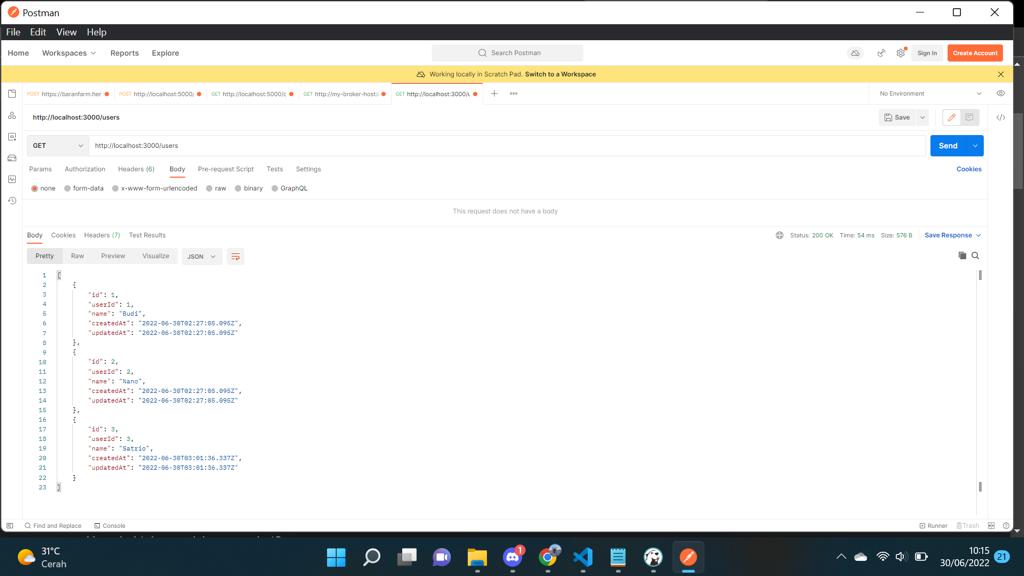 Postman
File Edit View Help
Home Workspaces Reports Explore Search Postman Sign In Create Account
Working locally in Scratch Pad. Switch to a Workspace
POST https://baranfarm.her POST http://localhost:5000/ GET http://localhost:5000/c GET http://my-broker-host: GET http://localhost:3000/u No Environment
http://localhost:3000/users Save
GET http://localhost:3000/users Send
Params Authorization Headers (6) Body Pre-request Script Tests Settings Cookies
none form-data x-www-form-urlencoded raw binary GraphQL
This request does not have a body
Body Cookies Headers (7) Test Results Status: 200 OK Time: 54 ms Size: 576 B Save Response
Pretty Raw Preview Visualize JSON
1 [
2 {
3 "id": 1,
4 "userId": 1,
5 "name": "Budi",
6 "createdAt": "2022-06-30T02:27:05.095Z",
7 "updatedAt": "2022-06-30T02:27:05.095Z"
8 },
9 {
10 "id": 2,
11 "userId": 2,
12 "name": "Nano",
13 "createdAt": "2022-06-30T02:27:05.095Z",
14 "updatedAt": "2022-06-30T02:27:05.095Z"
15 },
16 {
17 "id": 3,
18 "userId": 3,
19 "name": "Satrio",
20 "createdAt": "2022-06-30T03:01:36.337Z",
21 "updatedAt": "2022-06-30T03:01:36.337Z"
22 }
23 ]
Find and Replace Console Runner Trash
31°C
Cerah
1
10:15
30/06/2022
21